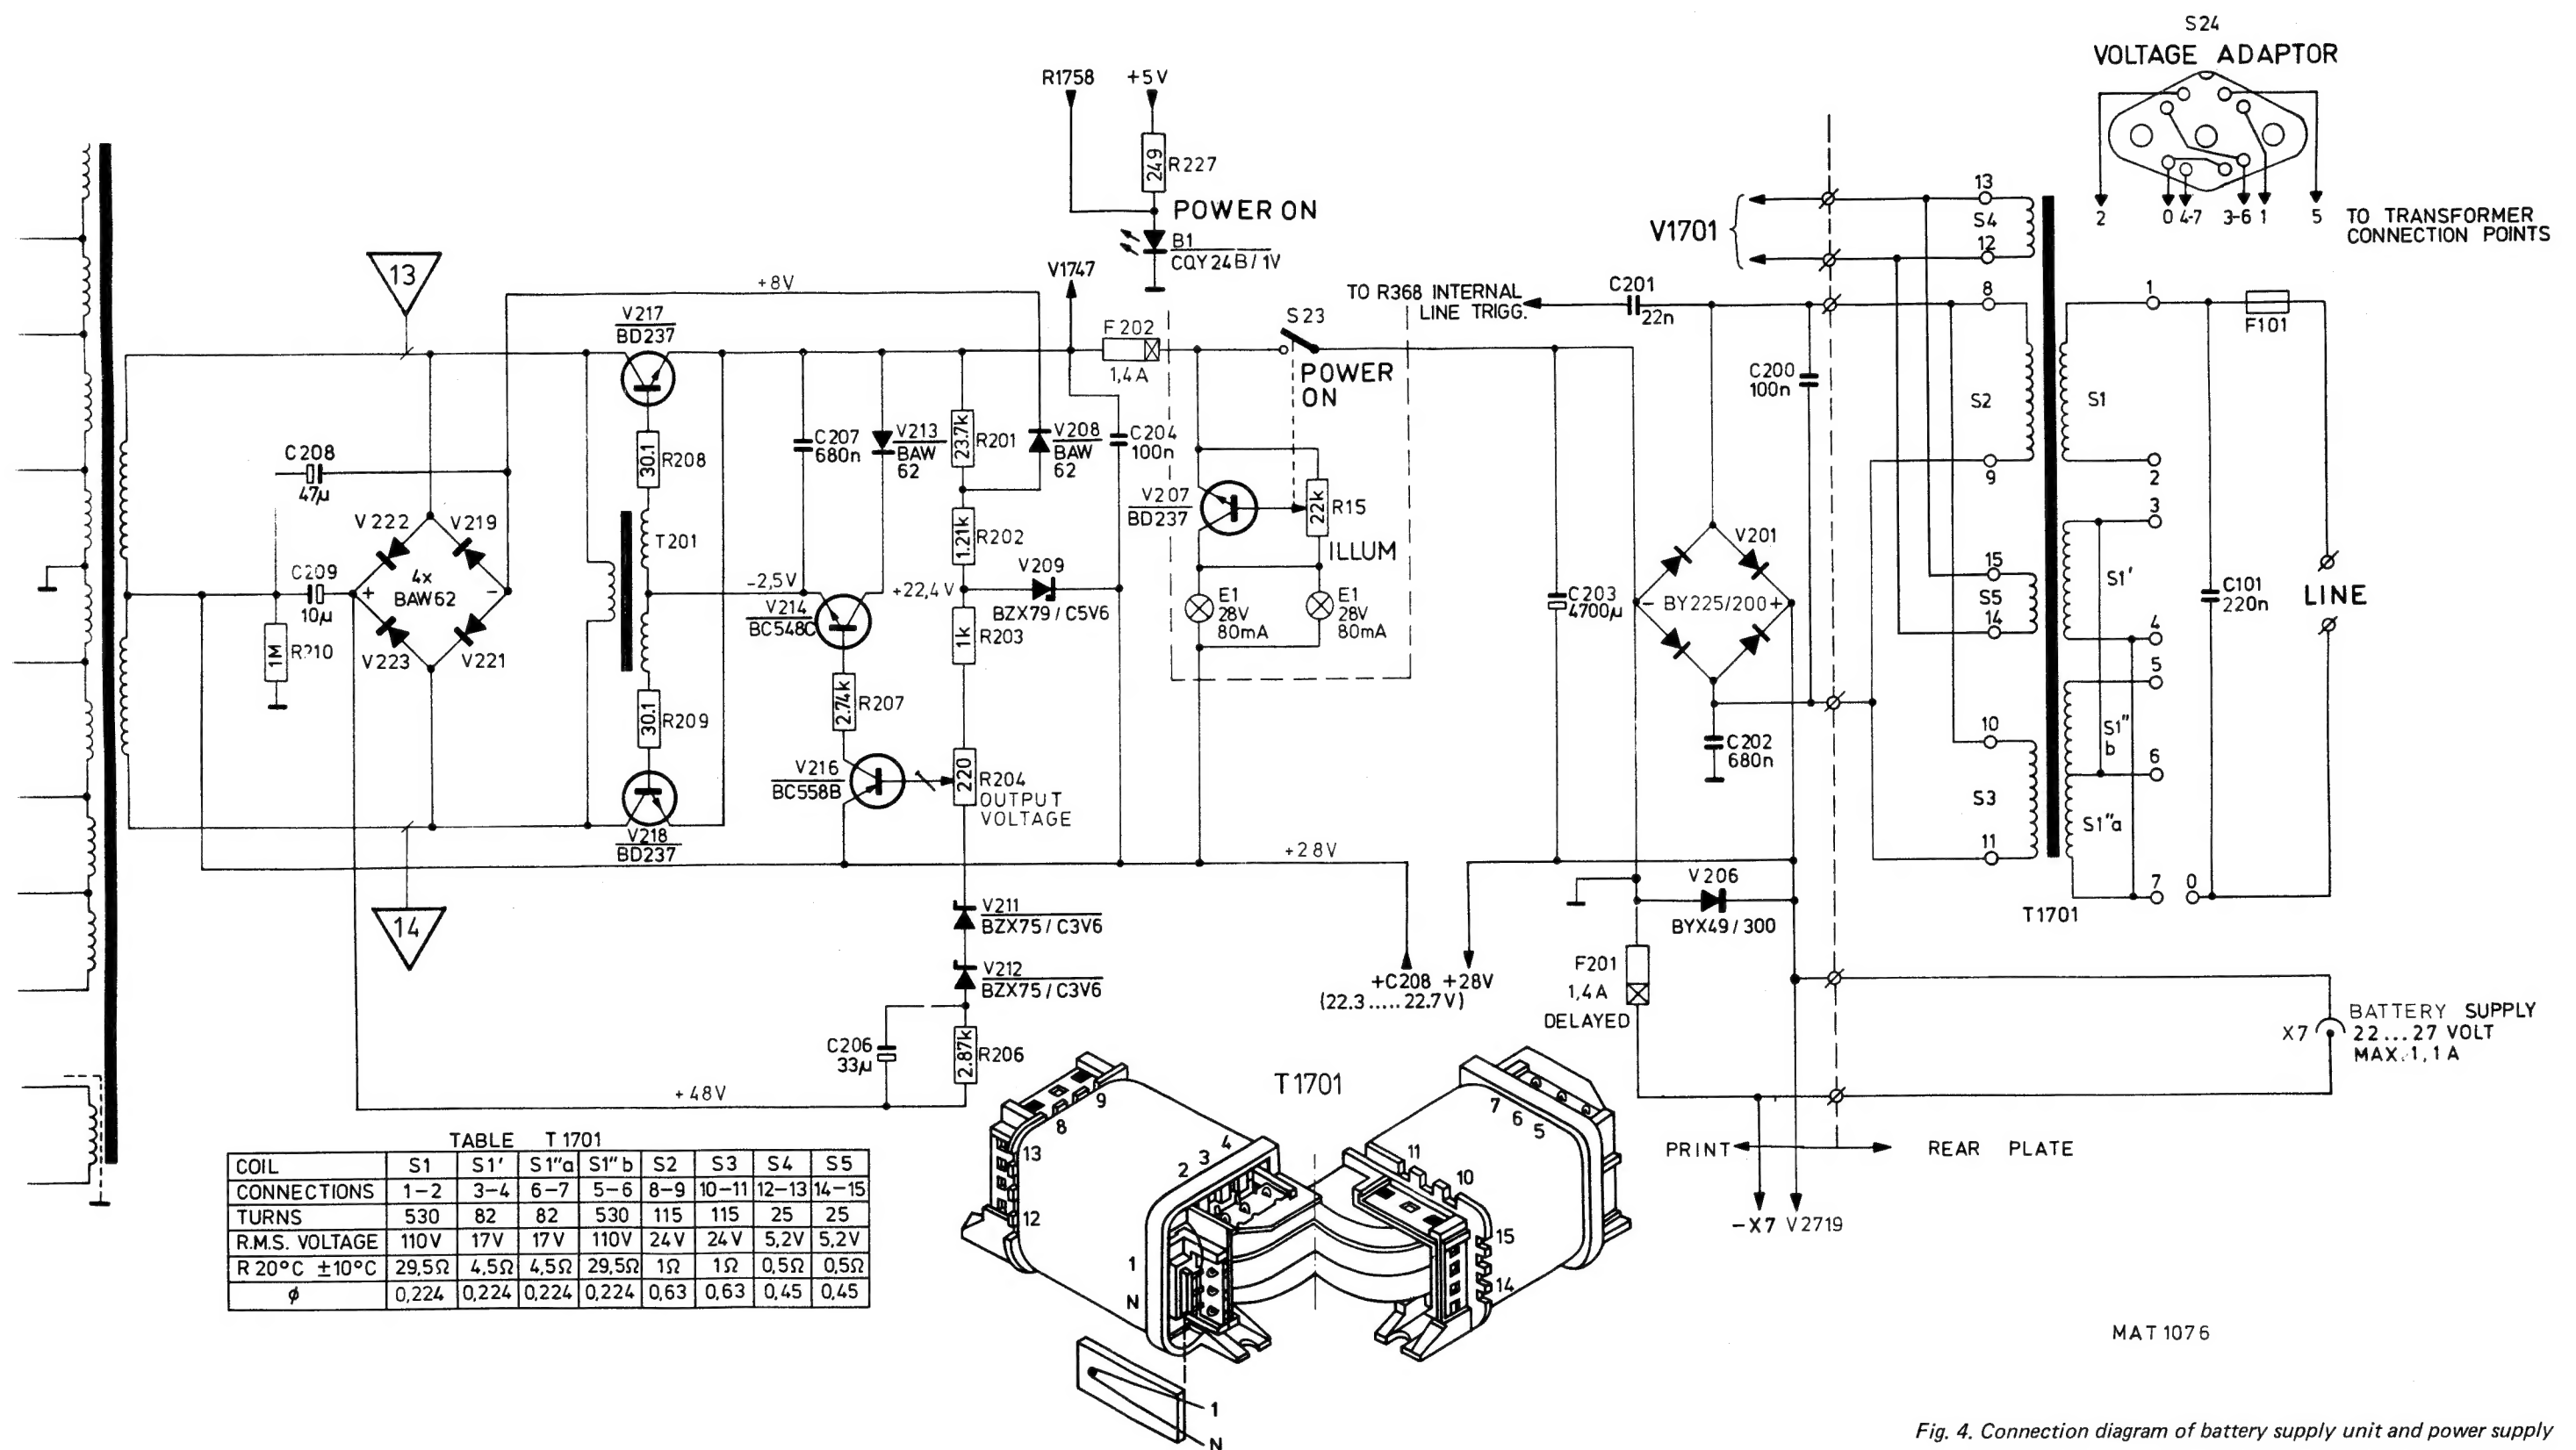 S24
VOLTAGE ADAPTOR
2
0
4-7
3-6
1
5
TO TRANSFORMER
CONNECTION POINTS
R1758
+5V
249
R227
POWER ON
B1
CQY24B/1V
V1747
13
+8V
V217
BD237
F202
1,4A
S23
POWER
ON
TO R368 INTERNAL
LINE TRIGG.
C201
22n
V1701
13
S4
12
8
C200
100n
S2
9
S1
1
2
3
F101
C208
47µ
30.1
R208
C207
680n
V213
BAW
62
23.7k
R201
V208
BAW
62
C204
100n
V207
BD237
22k
R15
ILLUM
V222
V219
T201
1.21k
R202
V209
BZX79/C5V6
V201
C209
10µ
+
4x
BAW62
-
-2,5V
V214
BC548C
+22,4V
1k
R203
E1
28V
80mA
E1
28V
80mA
C203
4700µ
- BY225/200+
15
S5
14
S1'
4
5
C101
220n
LINE
1M
R210
V223
V221
30.1
R209
2.74k
R207
V216
BC558B
220
R204
OUTPUT
VOLTAGE
C202
680n
10
S3
11
S1"
b
6
S1"a
7
0
V218
BD237
+28V
14
V211
BZX75/C3V6
V212
BZX75/C3V6
V206
BYX49/300
T1701
+C208
(22.3.....22.7V)
+28V
F201
1,4A
DELAYED
X7
BATTERY SUPPLY
22...27 VOLT
MAX.1,1A
C206
33µ
2.87k
R206
+48V
PRINT
REAR PLATE
-X7
V2719
T1701
9
8
13
12
4
3
2
1
N
7
6
5
11
10
15
14
1
N
TABLE T1701
COIL S1 S1' S1"a S1"b S2 S3 S4 S5
CONNECTIONS 1-2 3-4 6-7 5-6 8-9 10-11 12-13 14-15
TURNS 530 82 82 530 115 115 25 25
R.M.S. VOLTAGE 110V 17V 17V 110V 24V 24V 5,2V 5,2V
R 20°C ±10°C 29,5Ω 4,5Ω 4,5Ω 29,5Ω 1Ω 1Ω 0,5Ω 0,5Ω
ϕ 0,224 0,224 0,224 0,224 0,63 0,63 0,45 0,45
MAT1076
Fig. 4. Connection diagram of battery supply unit and power supply